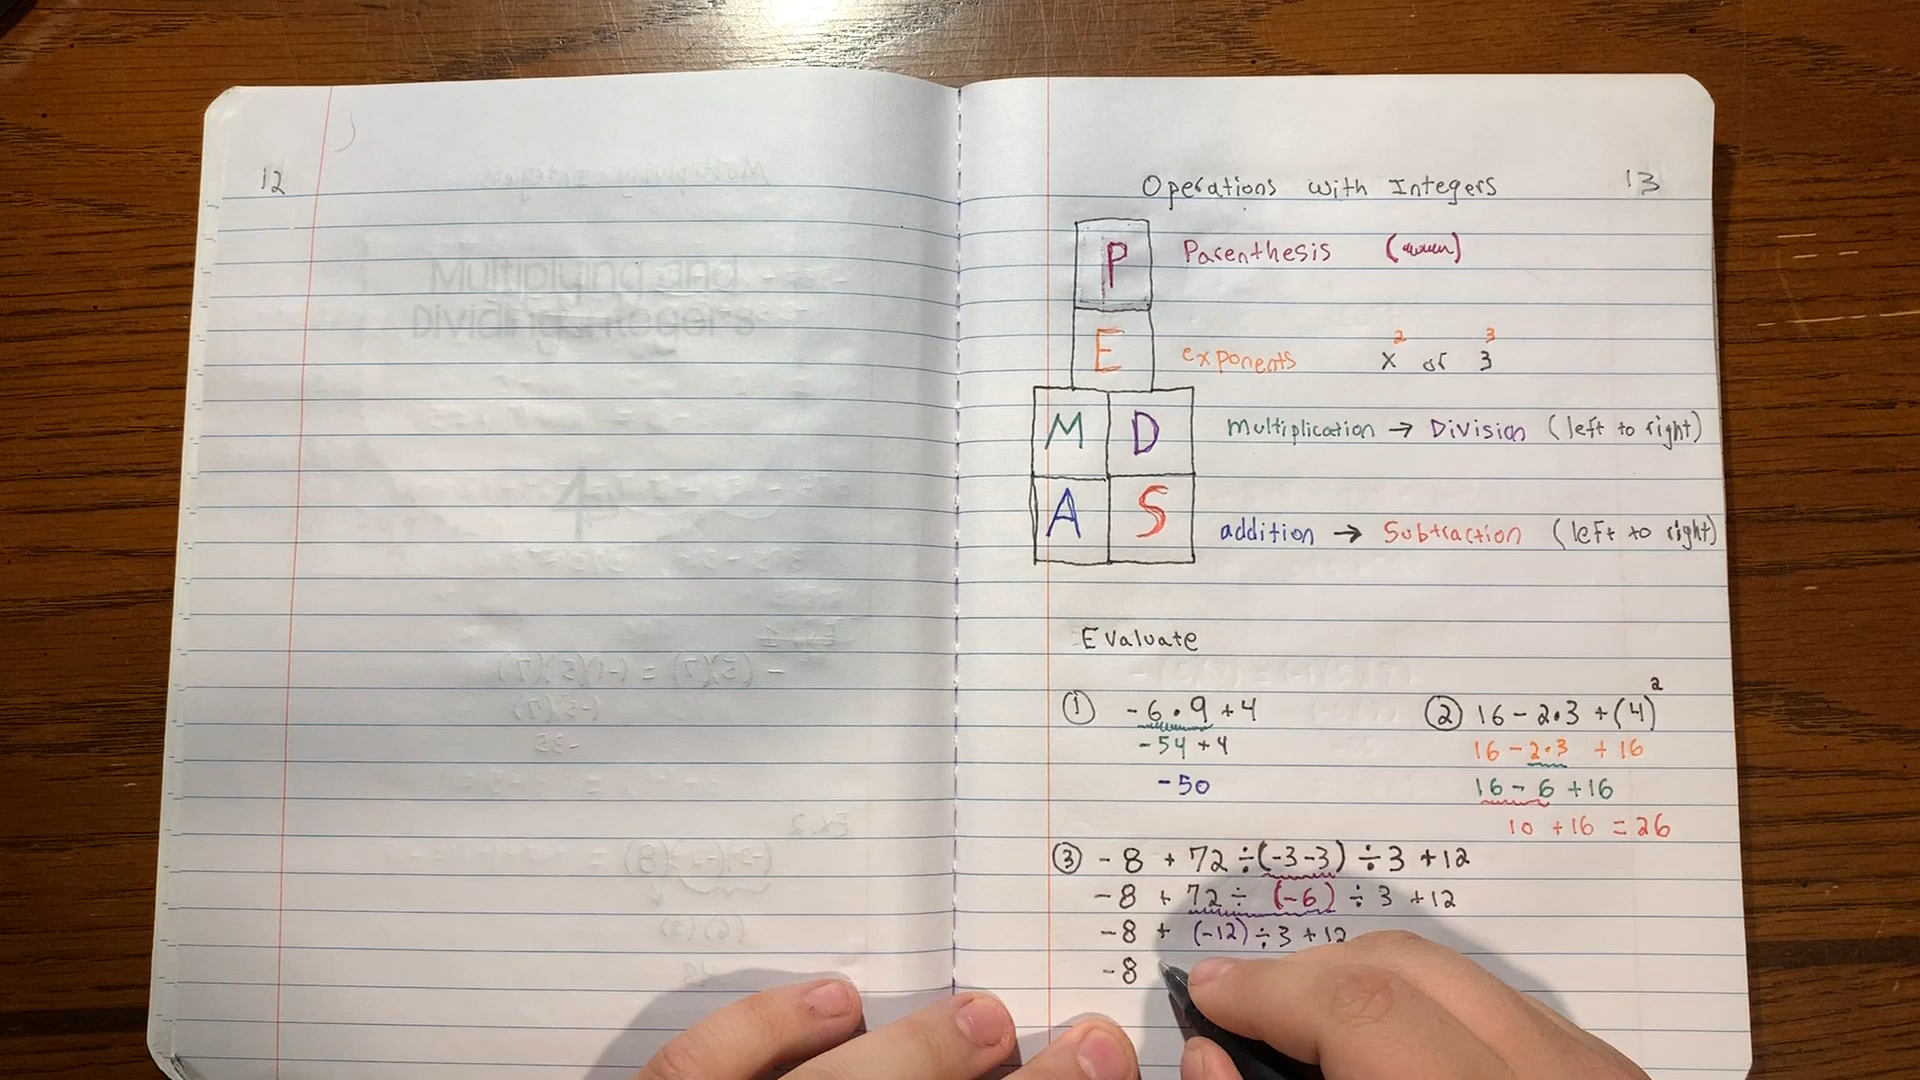 12
Multiplying and
Operations with Integers 13
P Parenthesis
E exponents x² or 3³
M D Multiplication → Division (left to right)
A S addition → Subtraction (left to right)
Evaluate
① -6·9+4
-54+4
-50
② 16-2·3+(4)²
16-2·3+16
16-6+16
10+16=26
③ -8+72÷(-3-3)÷3+12
-8+72÷(-6)÷3+12
-8+(-12)÷3+12
-8